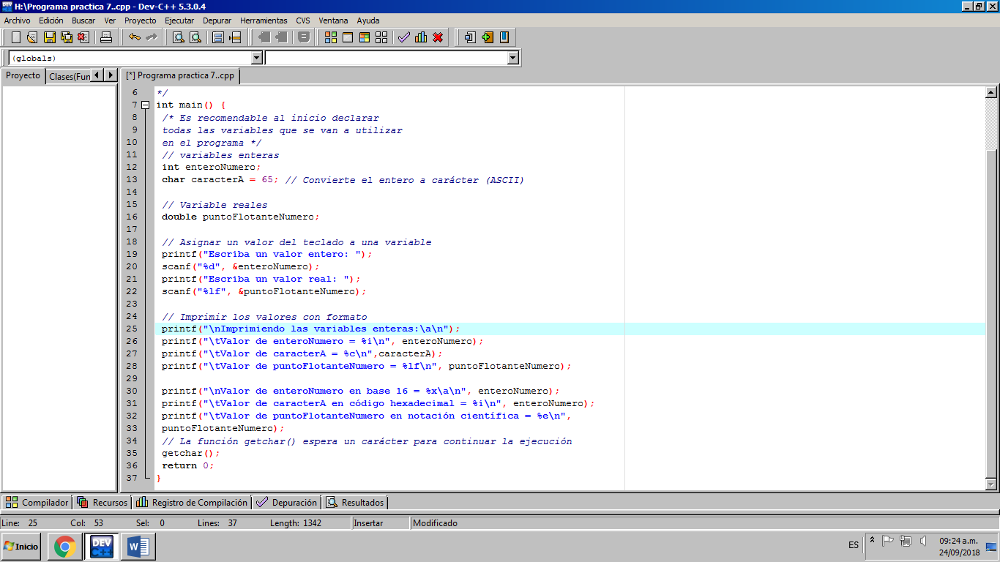 H:\Programa practica 7..cpp - Dev-C++ 5.3.0.4
Archivo Edición Buscar Ver Proyecto Ejecutar Depurar Herramientas CVS Ventana Ayuda
(globals)
Proyecto Clases(Fun [*] Programa practica 7..cpp
6 */
7 int main() {
8 /* Es recomendable al inicio declarar
9 todas las variables que se van a utilizar
10 en el programa */
11 // variables enteras
12 int enteroNumero;
13 char caracterA = 65; // Convierte el entero a carácter (ASCII)
14
15 // Variable reales
16 double puntoFlotanteNumero;
17
18 // Asignar un valor del teclado a una variable
19 printf("Escriba un valor entero: ");
20 scanf("%d", &enteroNumero);
21 printf("Escriba un valor real: ");
22 scanf("%lf", &puntoFlotanteNumero);
23
24 // Imprimir los valores con formato
25 printf("\nImprimiendo las variables enteras:\a\n");
26 printf("\tValor de enteroNumero = %i\n", enteroNumero);
27 printf("\tValor de caracterA = %c\n",caracterA);
28 printf("\tValor de puntoFlotanteNumero = %lf\n", puntoFlotanteNumero);
29
30 printf("\nValor de enteroNumero en base 16 = %x\a\n", enteroNumero);
31 printf("\tValor de caracterA en código hexadecimal = %i\n", enteroNumero);
32 printf("\tValor de puntoFlotanteNumero en notación científica = %e\n",
33 puntoFlotanteNumero);
34 // La función getchar() espera un carácter para continuar la ejecución
35 getchar();
36 return 0;
37 }
Compilador Recursos Registro de Compilación Depuración Resultados
Line: 25 Col: 53 Sel: 0 Lines: 37 Length: 1342 Insertar Modificado
Inicio DEV C++ W ES 09:24 a.m.
24/09/2018